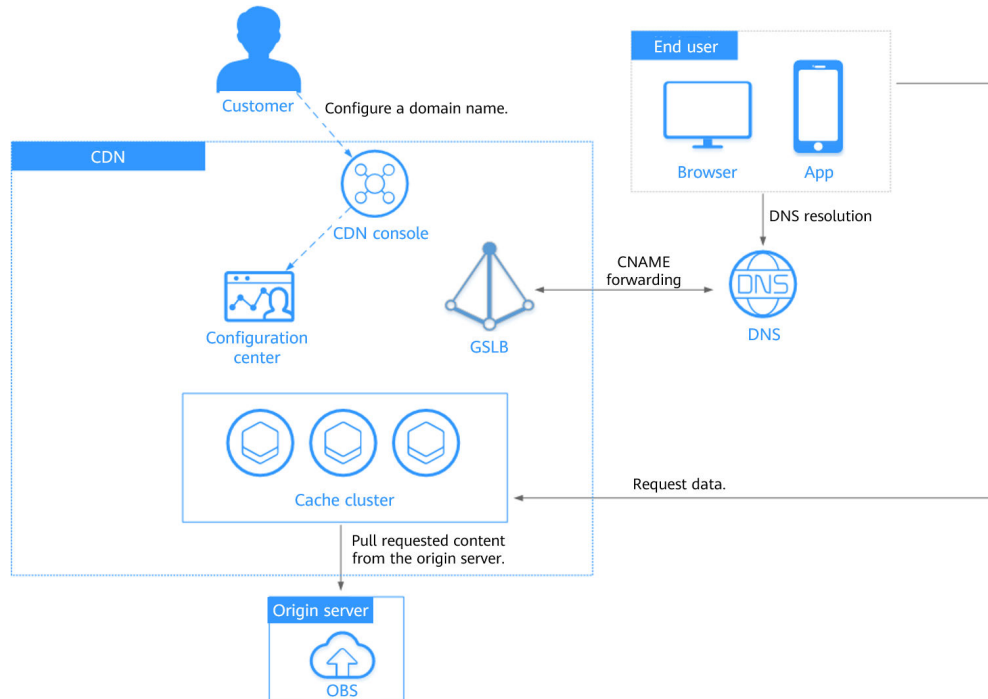 End user
Customer
Configure a domain name.
CDN
Browser
App
DNS resolution
CDN console
CNAME
forwarding
DNS
DNS
Configuration
center
GSLB
Cache cluster
Request data.
Pull requested content
from the origin server.
Origin server
OBS